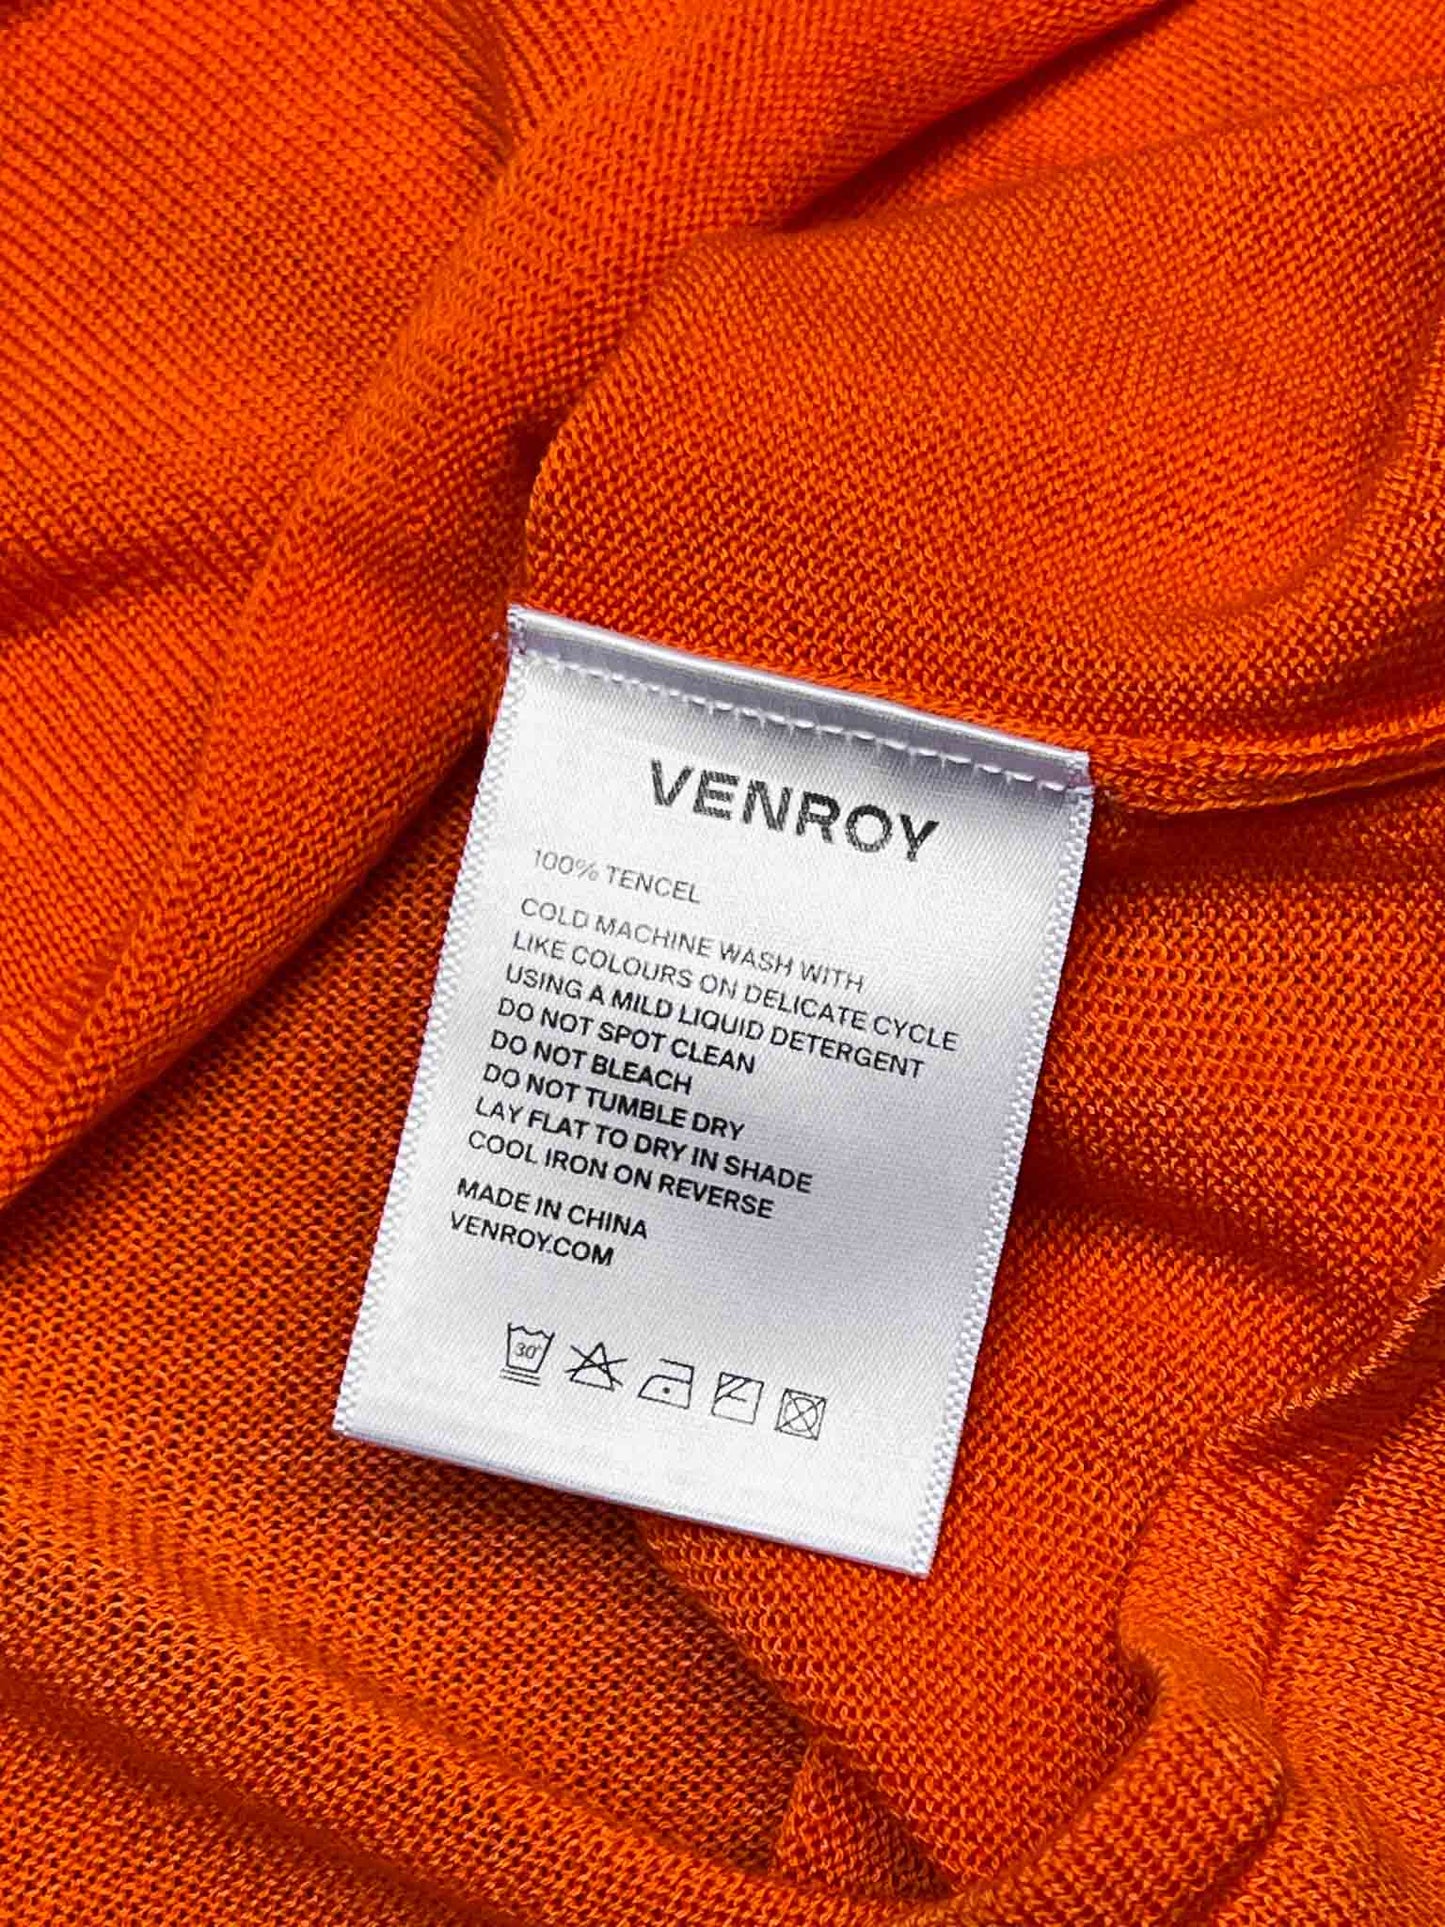 VENROY
100% TENCEL
COLD MACHINE WASH WITH
LIKE COLOURS ON DELICATE CYCLE
USING A MILD LIQUID DETERGENT
DO NOT SPOT CLEAN
DO NOT BLEACH
DO NOT TUMBLE DRY
LAY FLAT TO DRY IN SHADE
COOL IRON ON REVERSE
MADE IN CHINA
VENROY.COM
30°